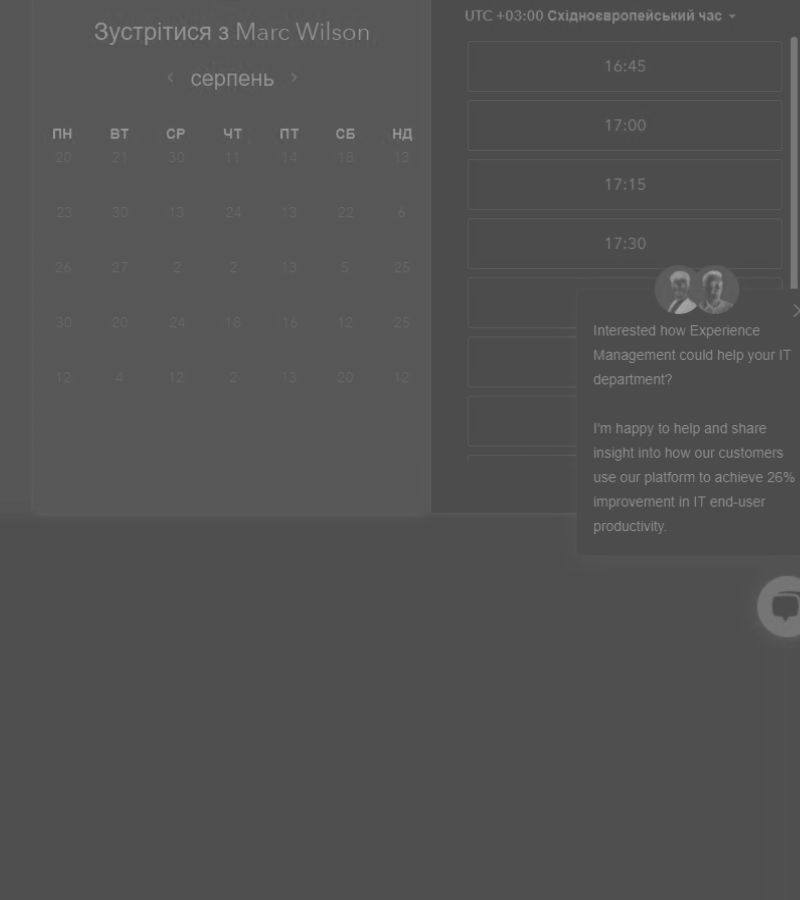 Зустрітися з Marc Wilson
серпень
ПН ВТ СР ЧТ ПТ СБ НД
20 21 30 11 14 18 13
23 30 13 24 13 22 6
26 27 2 2 13 5 25
30 20 24 18 16 12 25
12 4 12 2 13 20 12
UTC +03:00 Східноєвропейський час
16:45
17:00
17:15
17:30
Interested how Experience
Management could help your IT
department?
I'm happy to help and share
insight into how our customers
use our platform to achieve 26%
improvement in IT end-user
productivity.